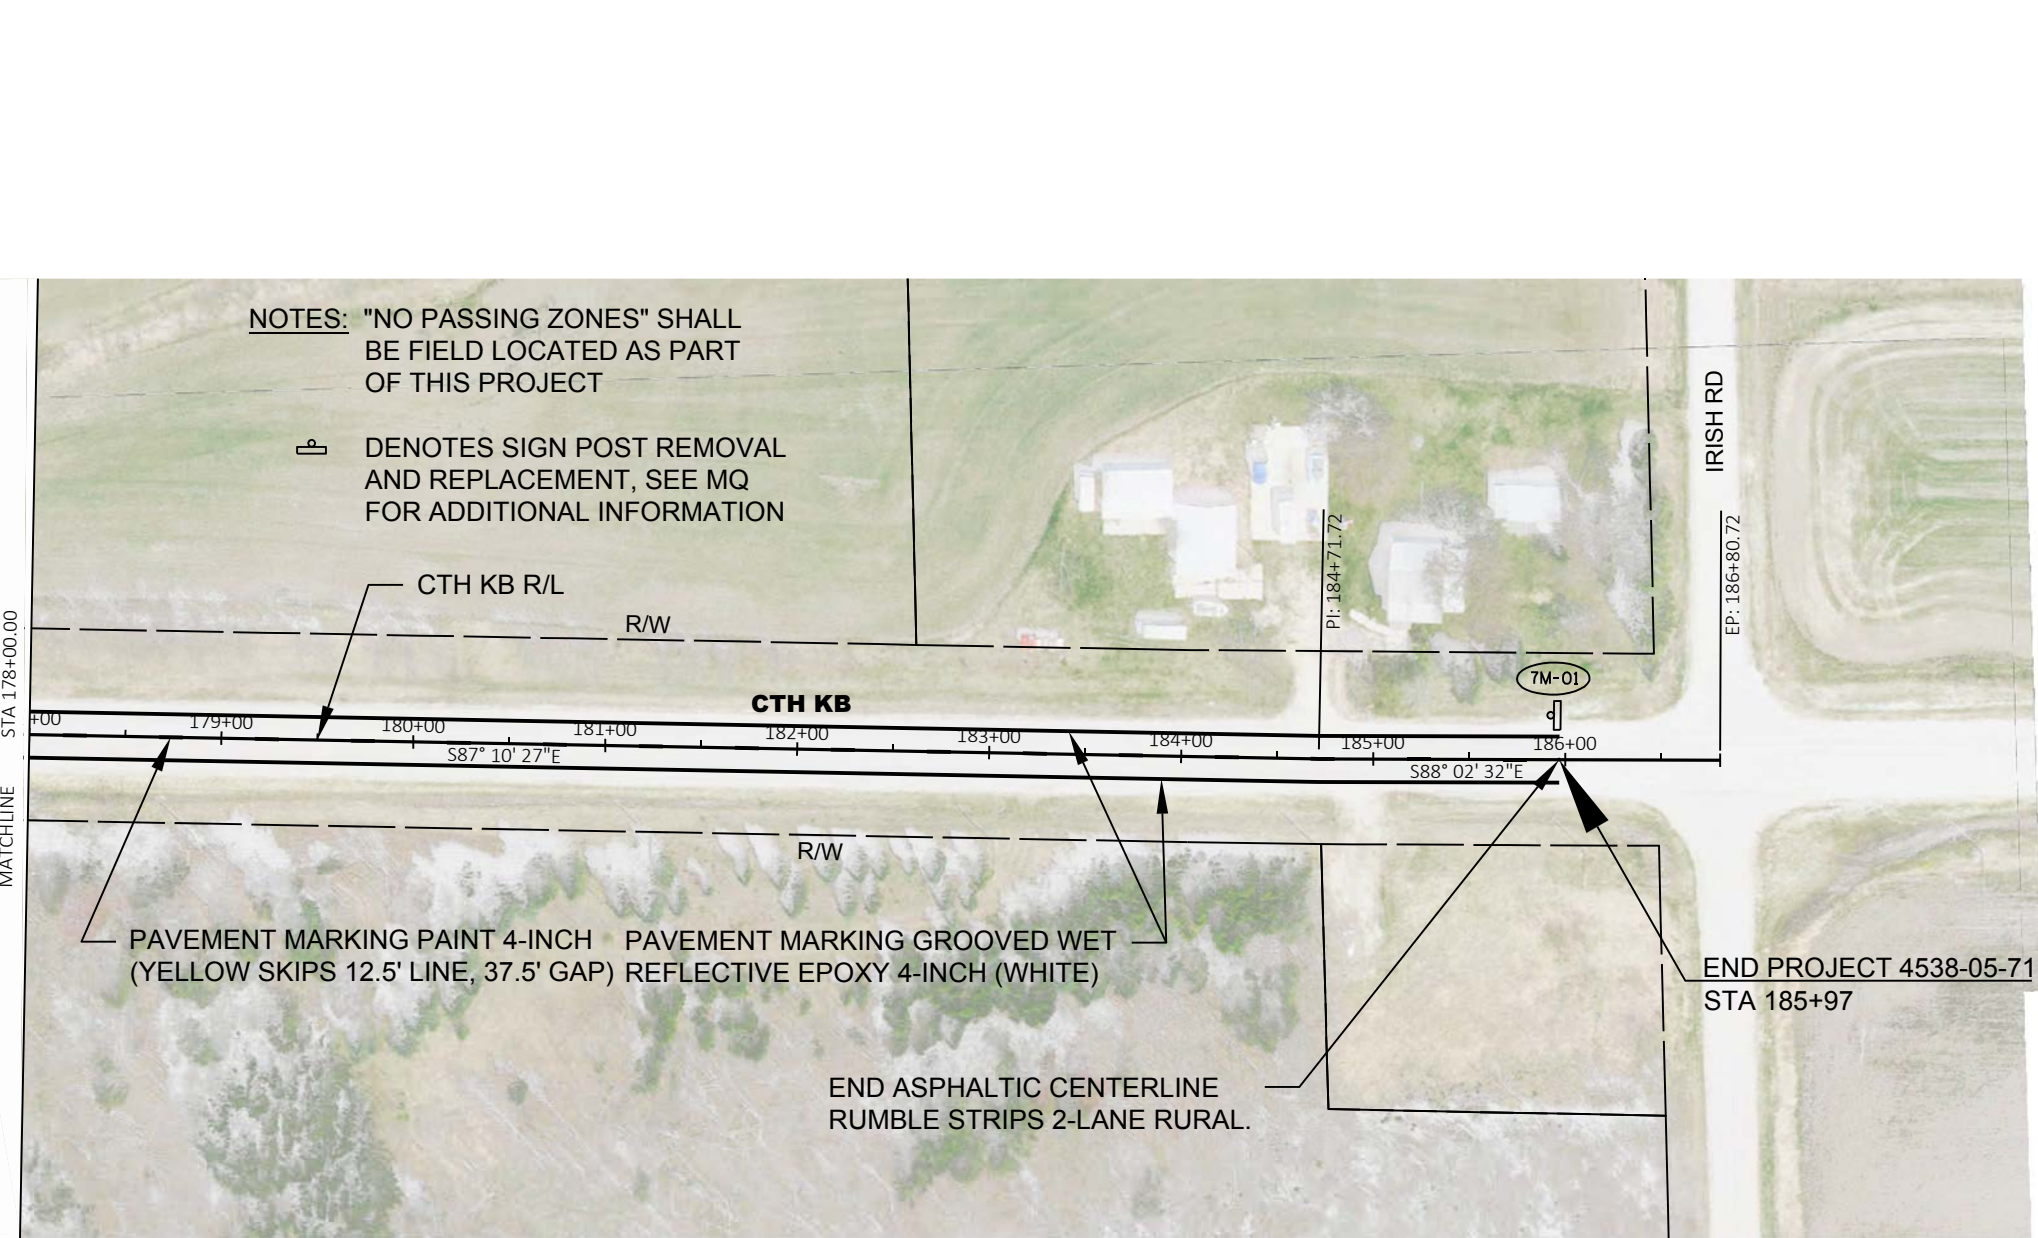 NOTES: "NO PASSING ZONES" SHALL
BE FIELD LOCATED AS PART
OF THIS PROJECT
DENOTES SIGN POST REMOVAL
AND REPLACEMENT, SEE MQ
FOR ADDITIONAL INFORMATION
CTH KB R/L
R/W
IRISH RD
PI: 184+71.72
EP: 186+80.72
7M-01
MATCHLINE STA 178+00.00
CTH KB
+00
179+00
180+00
181+00
182+00
183+00
184+00
185+00
186+00
S87° 10' 27"E
S88° 02' 32"E
R/W
PAVEMENT MARKING PAINT 4-INCH
(YELLOW SKIPS 12.5' LINE, 37.5' GAP)
PAVEMENT MARKING GROOVED WET
REFLECTIVE EPOXY 4-INCH (WHITE)
END PROJECT 4538-05-71
STA 185+97
END ASPHALTIC CENTERLINE
RUMBLE STRIPS 2-LANE RURAL.